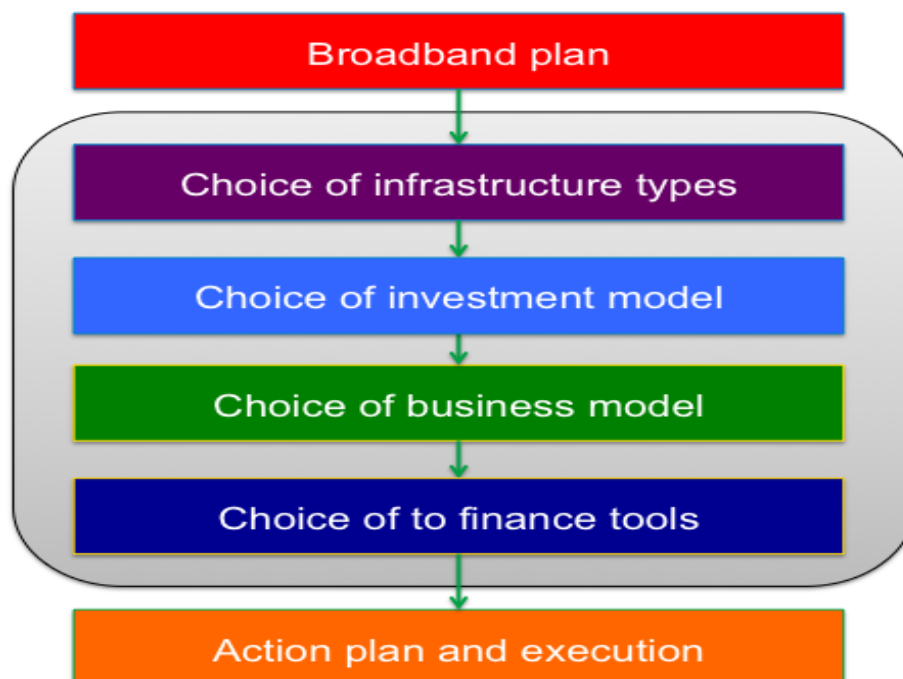 Broadband plan
Choice of infrastructure types
Choice of investment model
Choice of business model
Choice of to finance tools
Action plan and execution